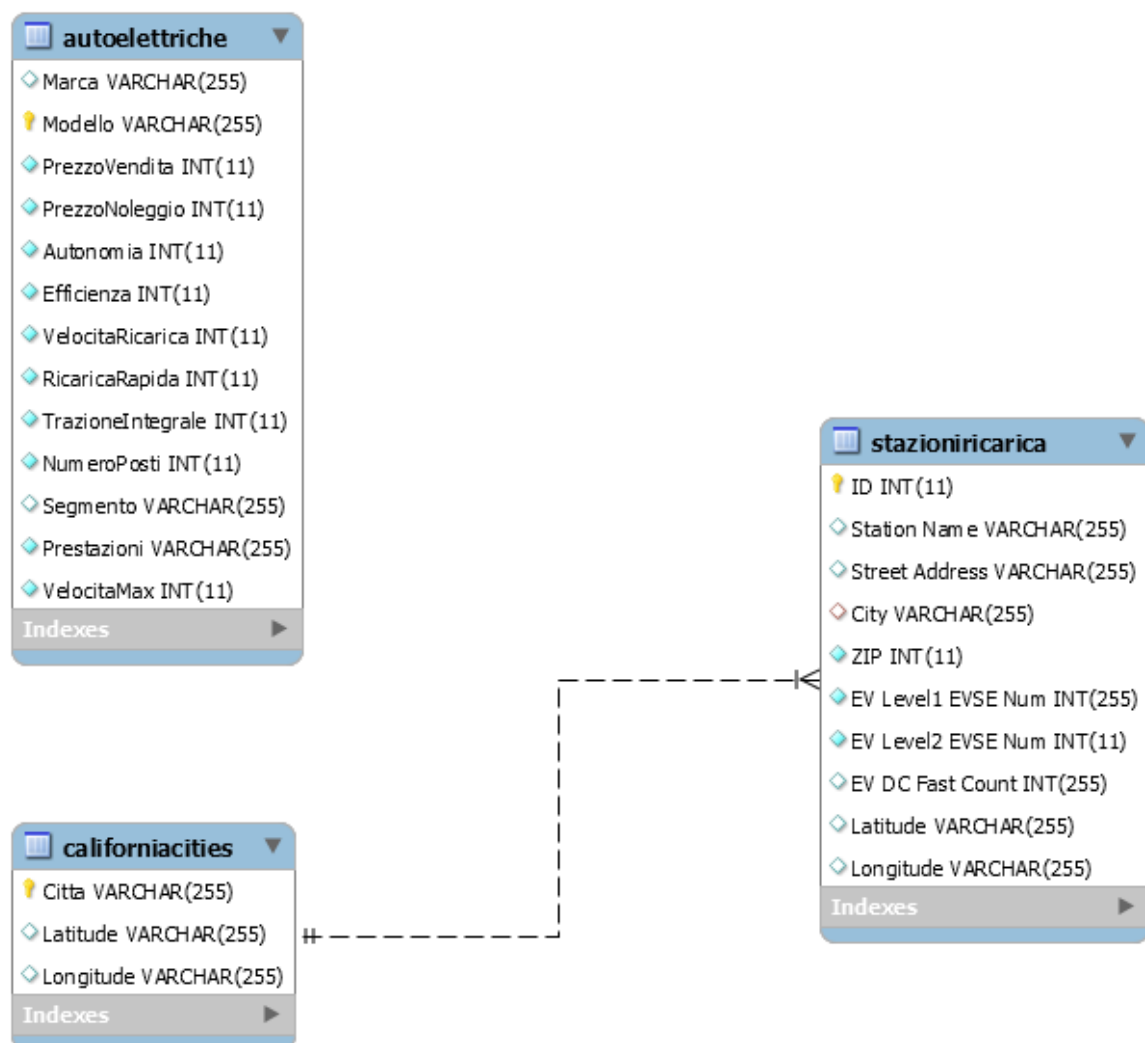 autoelettriche
Marca VARCHAR(255)
Modello VARCHAR(255)
PrezzoVendita INT(11)
PrezzoNoleggio INT(11)
Autonomia INT(11)
Efficienza INT(11)
VelocitaRicarica INT(11)
RicaricaRapida INT(11)
TrazioneIntegrale INT(11)
NumeroPosti INT(11)
Segmento VARCHAR(255)
Prestazioni VARCHAR(255)
VelocitaMax INT(11)
Indexes
stazioniricarica
ID INT(11)
Station Name VARCHAR(255)
Street Address VARCHAR(255)
City VARCHAR(255)
ZIP INT(11)
EV Level1 EVSE Num INT(255)
EV Level2 EVSE Num INT(11)
EV DC Fast Count INT(255)
Latitude VARCHAR(255)
Longitude VARCHAR(255)
Indexes
californiacities
Citta VARCHAR(255)
Latitude VARCHAR(255)
Longitude VARCHAR(255)
Indexes